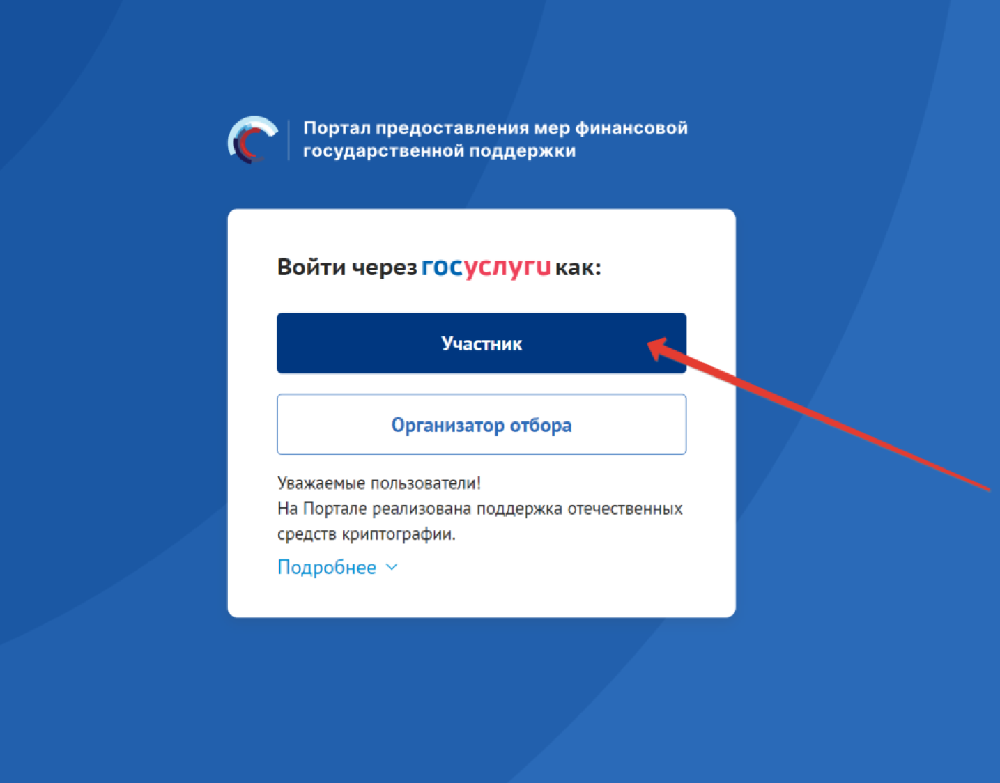 Портал предоставления мер финансовой
государственной поддержки
Войти через госуслуги как:
Участник
Организатор отбора
Уважаемые пользователи!
На Портале реализована поддержка отечественных
средств криптографии.
Подробнее